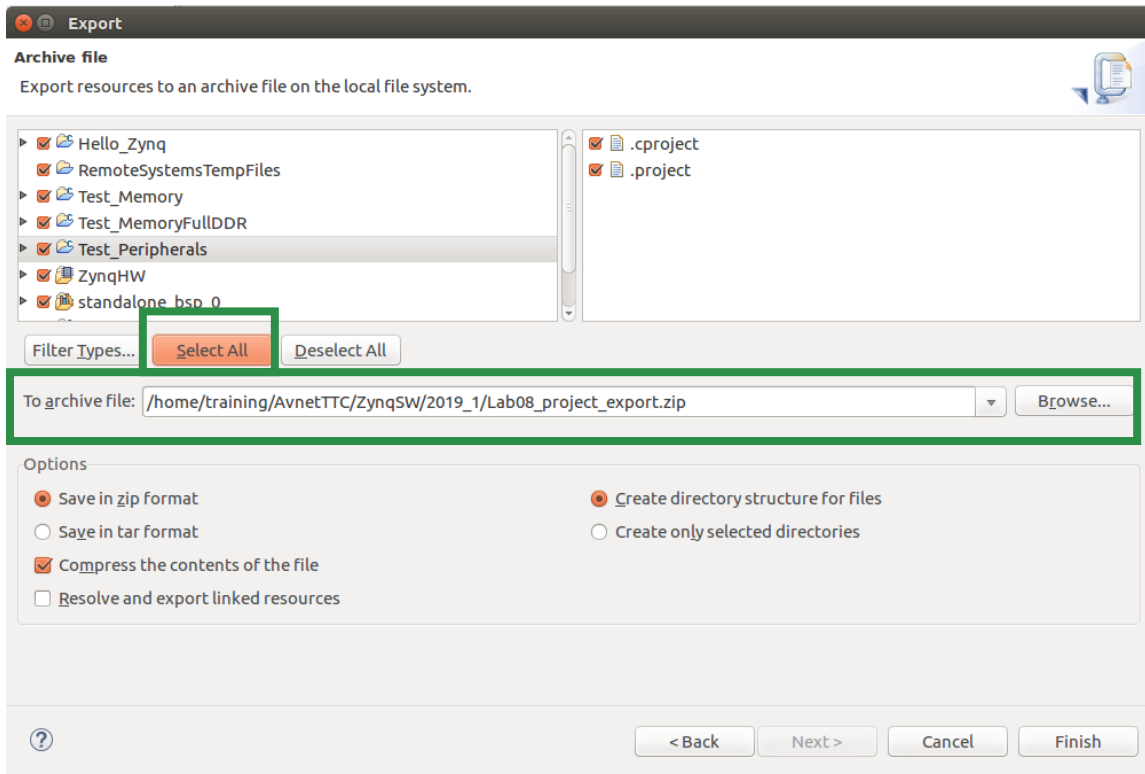 Export
Archive file
Export resources to an archive file on the local file system.
Hello_Zynq
RemoteSystemsTempFiles
Test_Memory
Test_MemoryFullDDR
Test_Peripherals
ZynqHW
standalone_bsp_0
.cproject
.project
Filter Types... Select All Deselect All
To archive file: /home/training/AvnetTTC/ZynqSW/2019_1/Lab08_project_export.zip Browse...
Options
Save in zip format
Save in tar format
Compress the contents of the file
Resolve and export linked resources
Create directory structure for files
Create only selected directories
? < Back Next > Cancel Finish